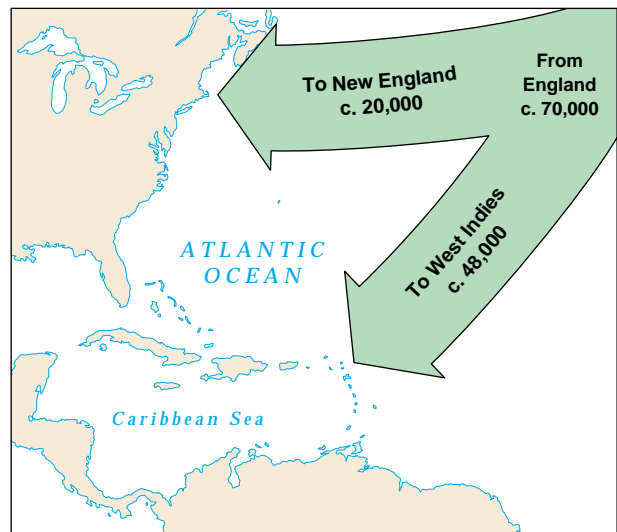 To New England
c. 20,000
From
England
c. 70,000
To West Indies
c. 48,000
ATLANTIC
OCEAN
Caribbean Sea